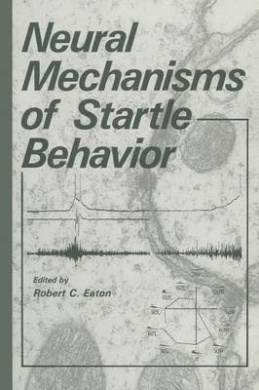 Neural
Mechanisms
of Startle
Behavior
Edited by
Robert C. Eaton